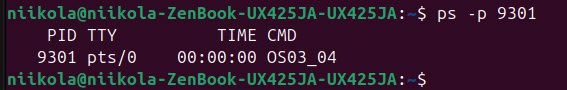 niikola@niikola-ZenBook-UX425JA-UX425JA:~$ ps -p 9301
    PID TTY          TIME CMD
   9301 pts/0    00:00:00 OS03_04
niikola@niikola-ZenBook-UX425JA-UX425JA:~$